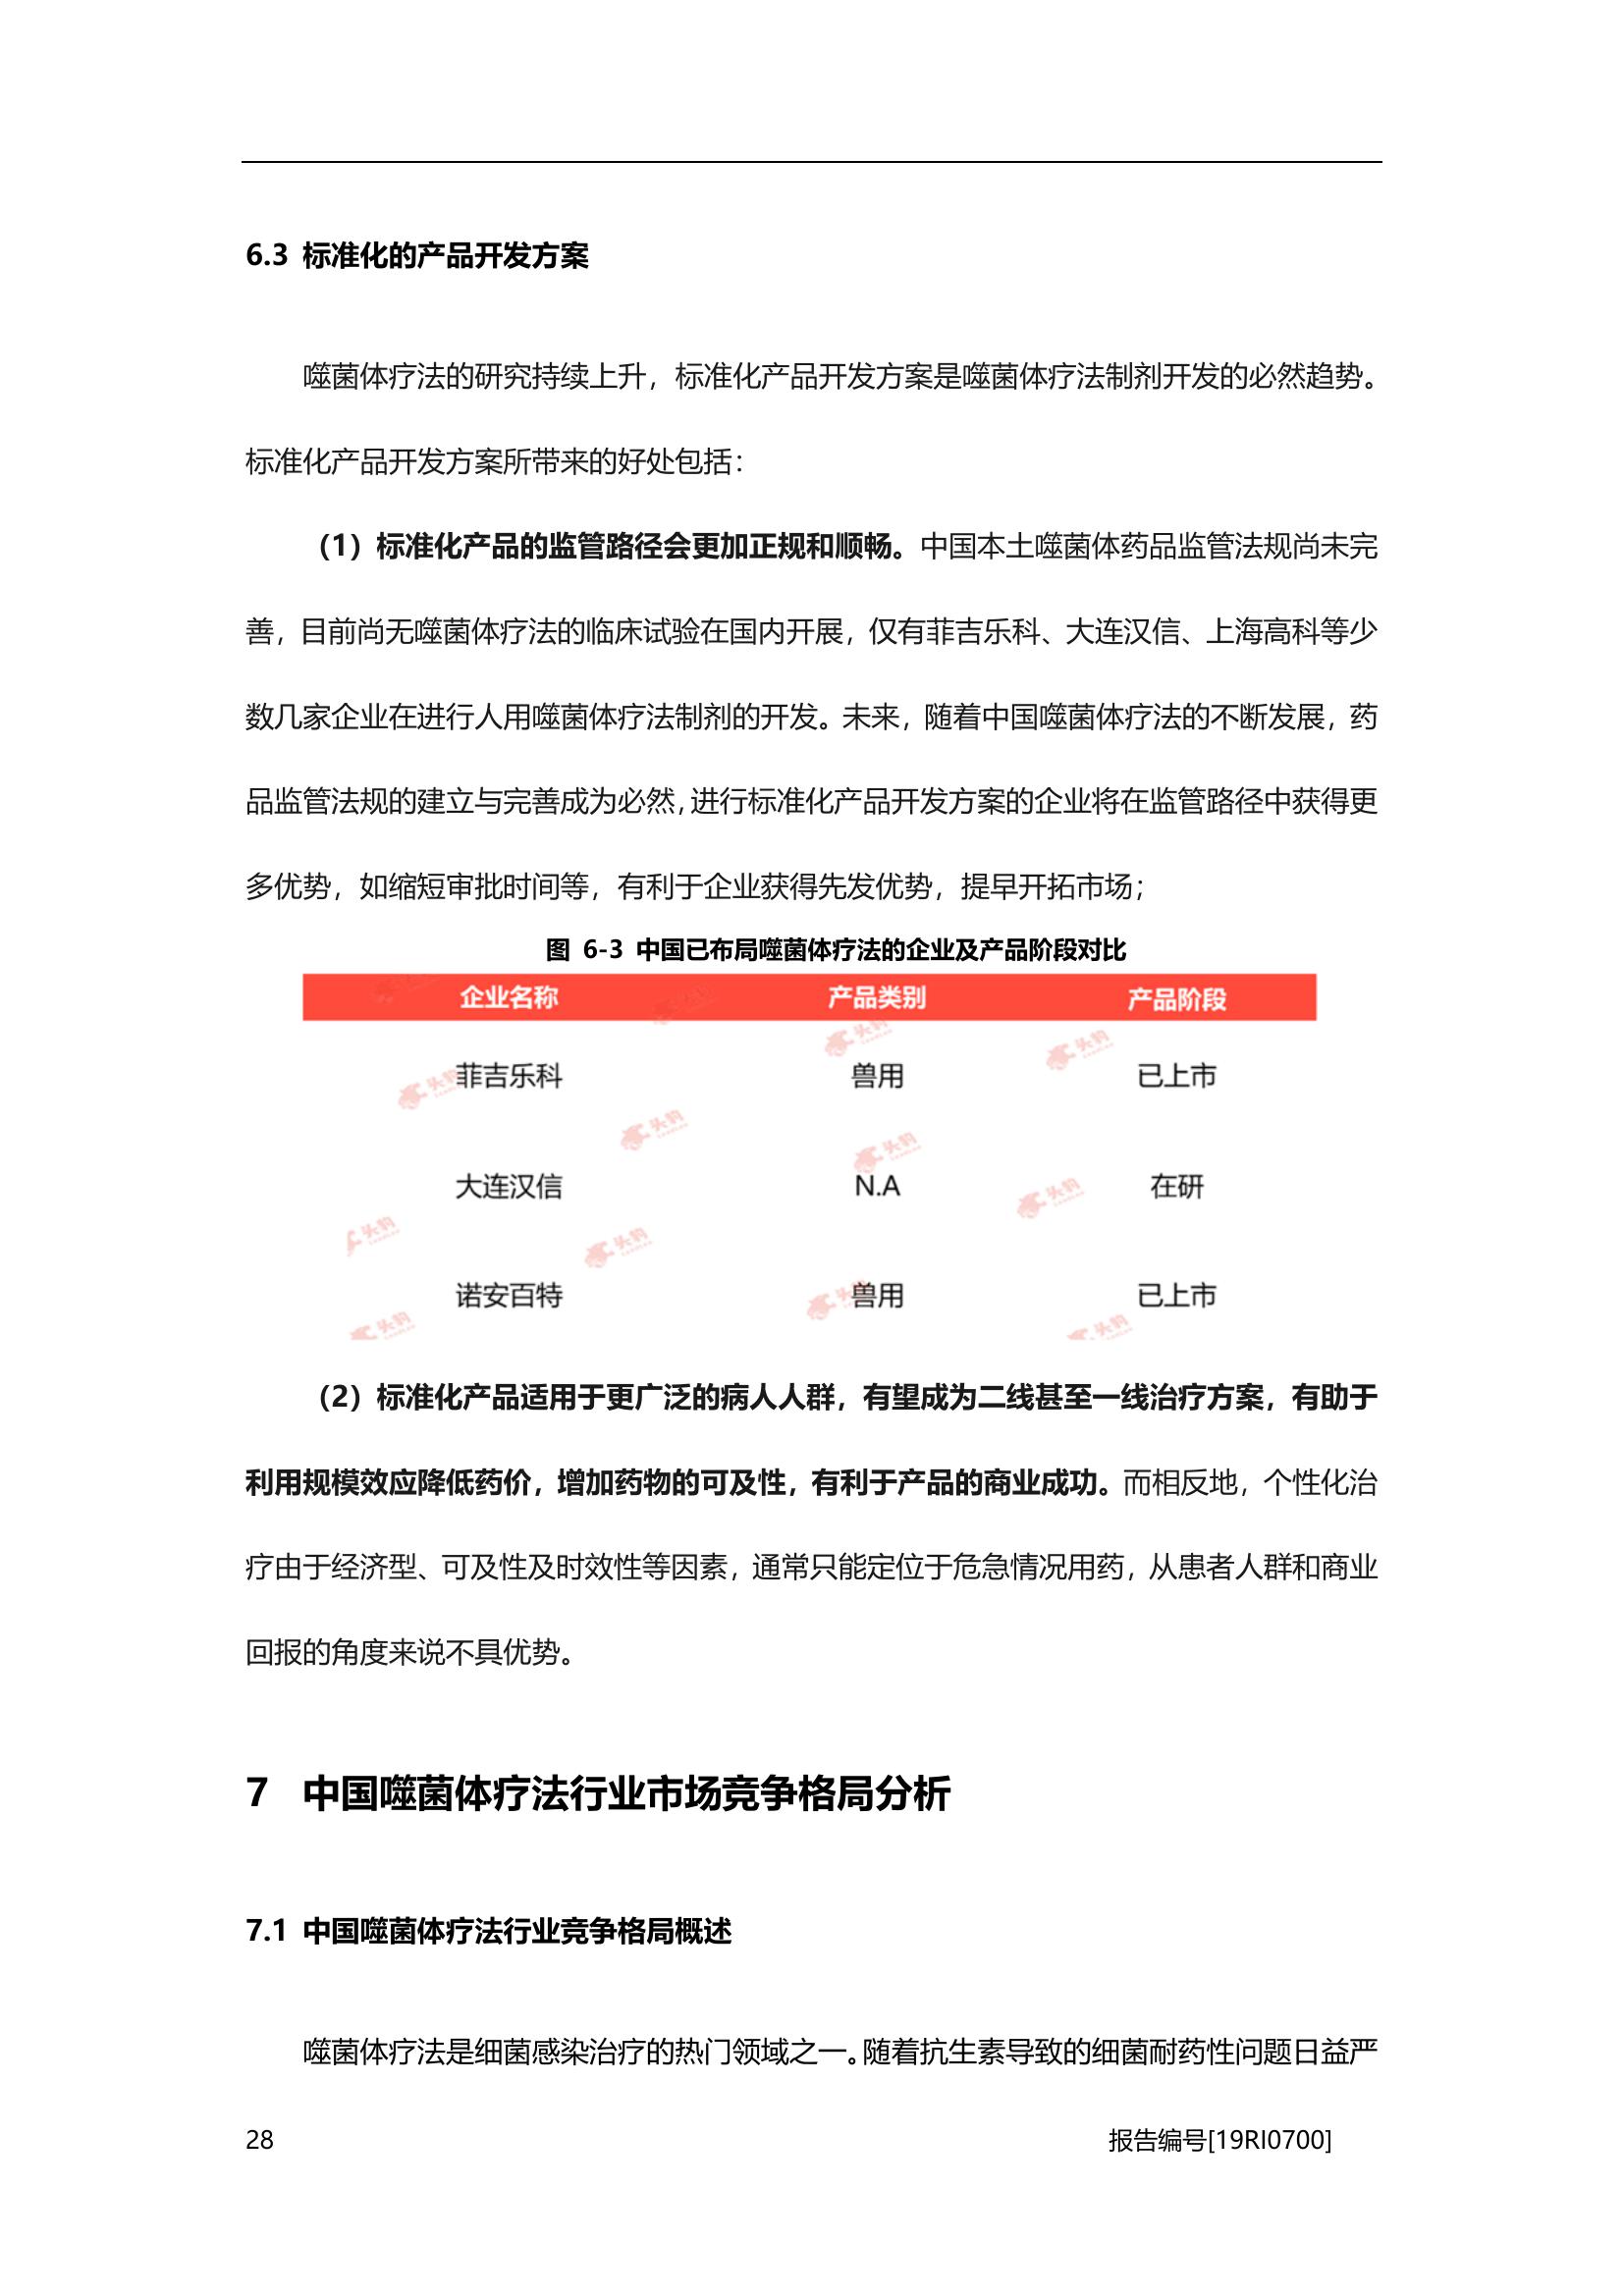 6.3 标准化的产品开发方案
噬菌体疗法的研究持续上升，标准化产品开发方案是噬菌体疗法制剂开发的必然趋势。
标准化产品开发方案所带来的好处包括：
（1）标准化产品的监管路径会更加正规和顺畅。中国本土噬菌体药品监管法规尚未完
善，目前尚无噬菌体疗法的临床试验在国内开展，仅有菲吉乐科、大连汉信、上海高科等少
数几家企业在进行人用噬菌体疗法制剂的开发。未来，随着中国噬菌体疗法的不断发展，药
品监管法规的建立与完善成为必然，进行标准化产品开发方案的企业将在监管路径中获得更
多优势，如缩短审批时间等，有利于企业获得先发优势，提早开拓市场；
图 6-3 中国已布局噬菌体疗法的企业及产品阶段对比
企业名称 产品类别 产品阶段
菲吉乐科 兽用 已上市
大连汉信 N.A 在研
诺安百特 兽用 已上市
（2）标准化产品适用于更广泛的病人人群，有望成为二线甚至一线治疗方案，有助于
利用规模效应降低药价，增加药物的可及性，有利于产品的商业成功。而相反地，个性化治
疗由于经济型、可及性及时效性等因素，通常只能定位于危急情况用药，从患者人群和商业
回报的角度来说不具优势。
7 中国噬菌体疗法行业市场竞争格局分析
7.1 中国噬菌体疗法行业竞争格局概述
噬菌体疗法是细菌感染治疗的热门领域之一。随着抗生素导致的细菌耐药性问题日益严
28 报告编号[19RI0700]